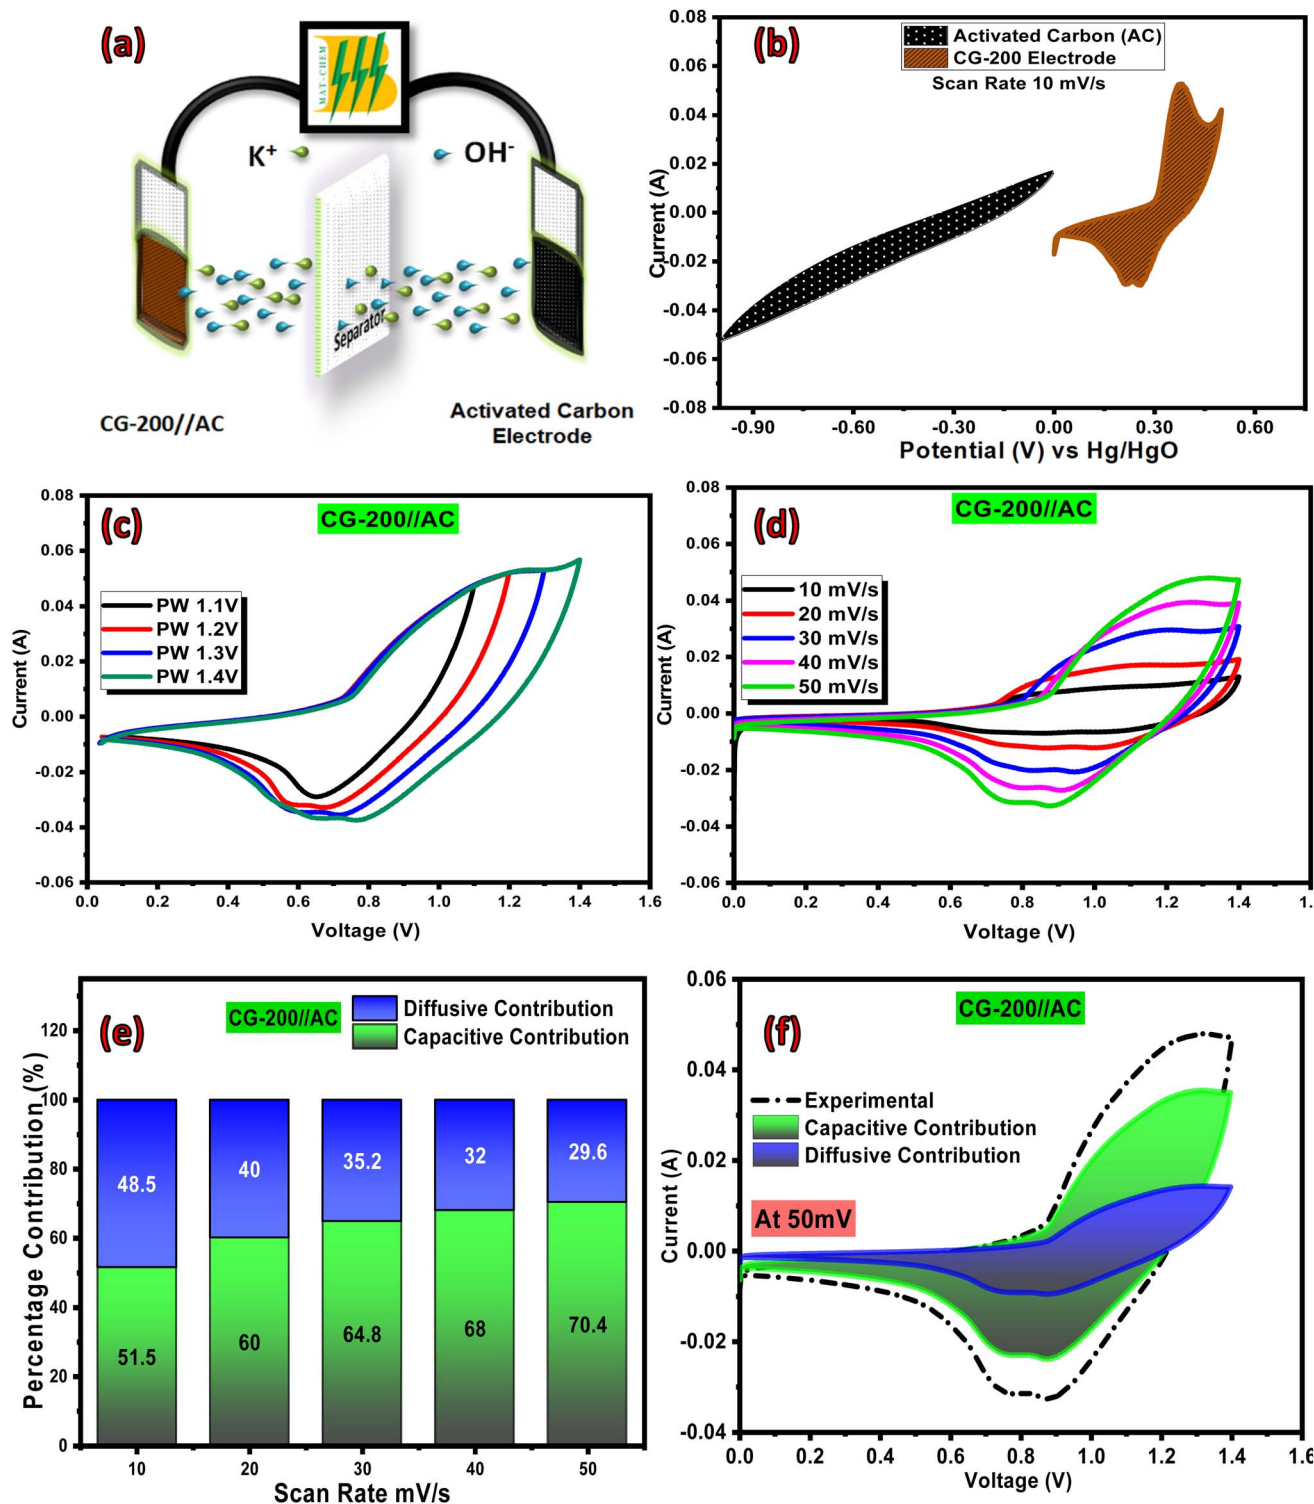 (a)
MAT-CHEM
K+
OH-
Separator
CG-200//AC
Activated Carbon
Electrode
(b)
Activated Carbon (AC)
CG-200 Electrode
Scan Rate 10 mV/s
Current (A)
0.08
0.06
0.04
0.02
0.00
-0.02
-0.04
-0.06
-0.08
-0.90
-0.60
-0.30
0.00
0.30
0.60
Potential (V) vs Hg/HgO
(c)
CG-200//AC
PW 1.1V
PW 1.2V
PW 1.3V
PW 1.4V
Current (A)
0.08
0.06
0.04
0.02
0.00
-0.02
-0.04
-0.06
0.0
0.2
0.4
0.6
0.8
1.0
1.2
1.4
1.6
Voltage (V)
(d)
CG-200//AC
10 mV/s
20 mV/s
30 mV/s
40 mV/s
50 mV/s
Current (A)
0.08
0.06
0.04
0.02
0.00
-0.02
-0.04
-0.06
0.0
0.2
0.4
0.6
0.8
1.0
1.2
1.4
1.
Voltage (V)
(e)
CG-200//AC
Diffusive Contribution
Capacitive Contribution
Percentage Contribution (%)
120
100
80
60
40
20
0
48.5
40
35.2
32
29.6
51.5
60
64.8
68
70.4
10
20
30
40
50
Scan Rate mV/s
(f)
CG-200//AC
Experimental
Capacitive Contribution
Diffusive Contribution
At 50mV
Current (A)
0.06
0.04
0.02
0.00
-0.02
-0.04
0.0
0.2
0.4
0.6
0.8
1.0
1.2
1.4
1.6
Voltage (V)